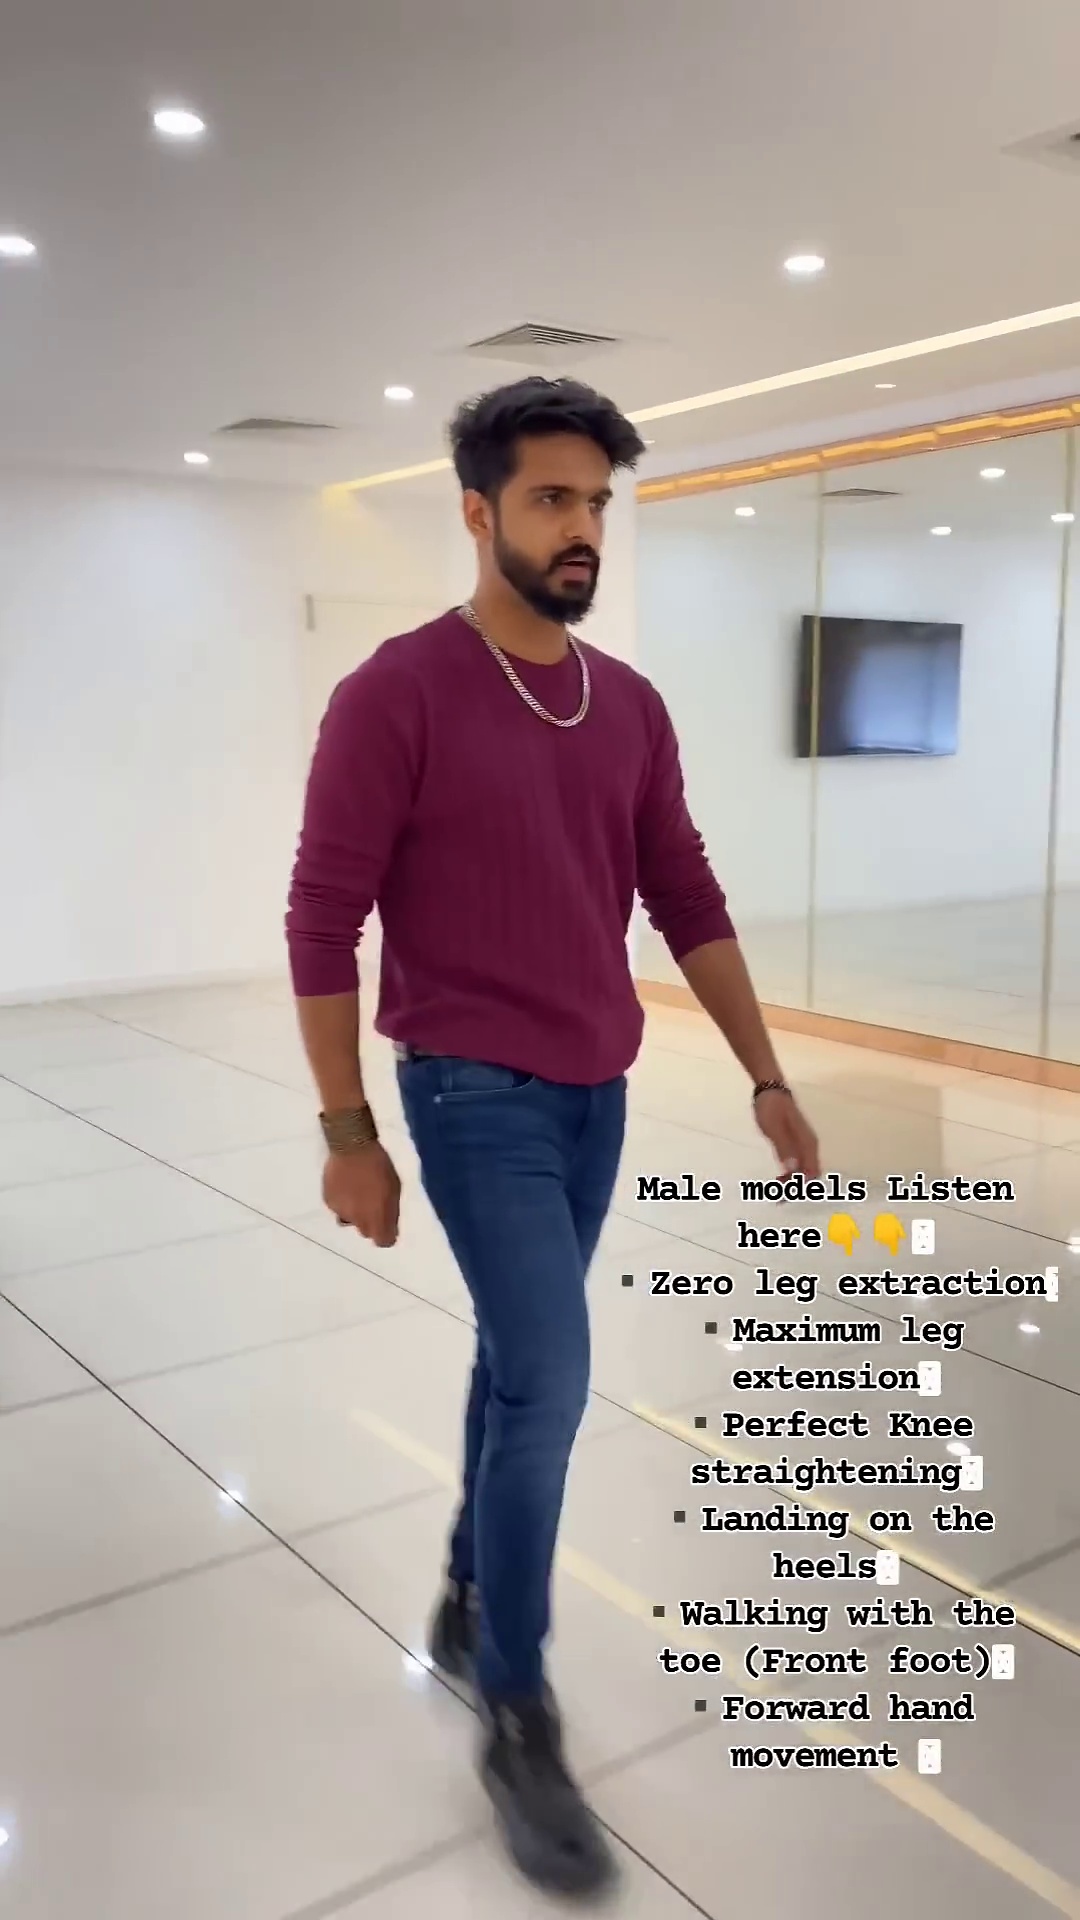 Male models Listen
here👇👇
▪ Zero leg extraction
▪ Maximum leg
extension
▪ Perfect Knee
straightening
▪ Landing on the
heels
▪ Walking with the
toe (Front foot)
▪ Forward hand
movement